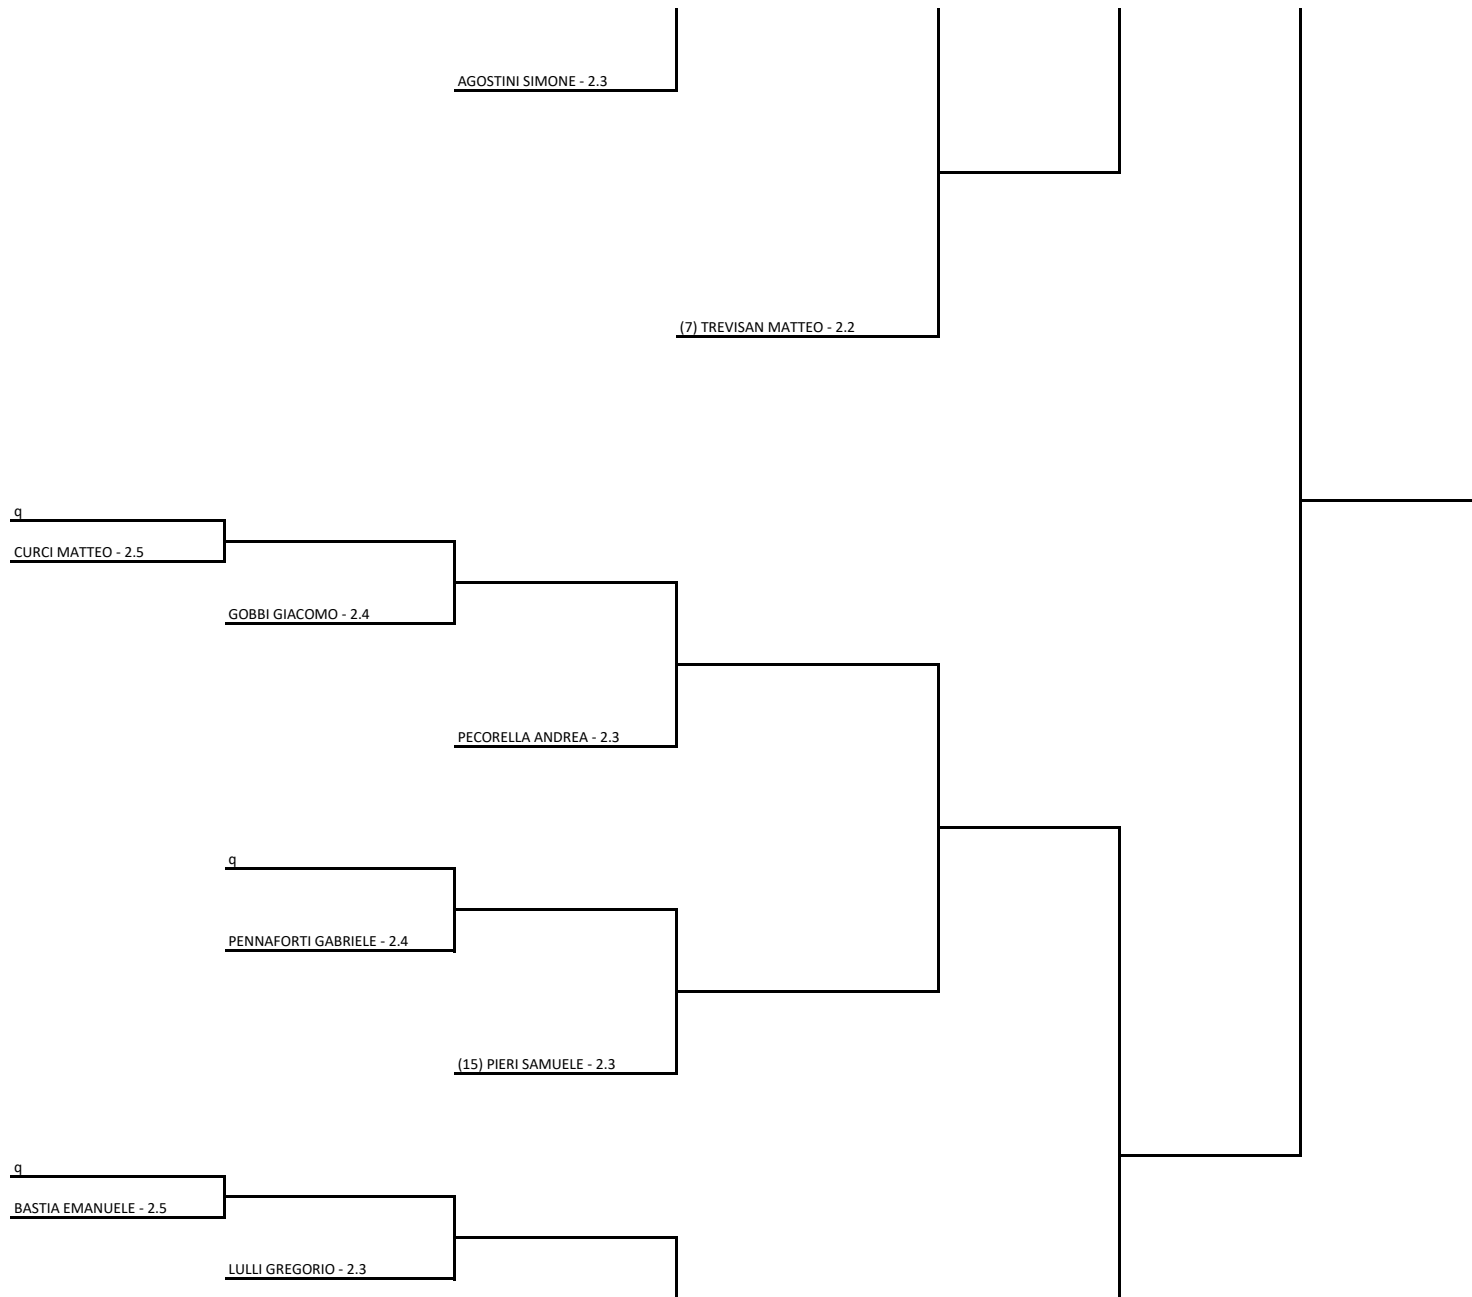 AGOSTINI SIMONE - 2.3
(7) TREVISAN MATTEO - 2.2
q
CURCI MATTEO - 2.5
GOBBI GIACOMO - 2.4
PECORELLA ANDREA - 2.3
q
PENNAFORTI GABRIELE - 2.4
(15) PIERI SAMUELE - 2.3
q
BASTIA EMANUELE - 2.5
LULLI GREGORIO - 2.3